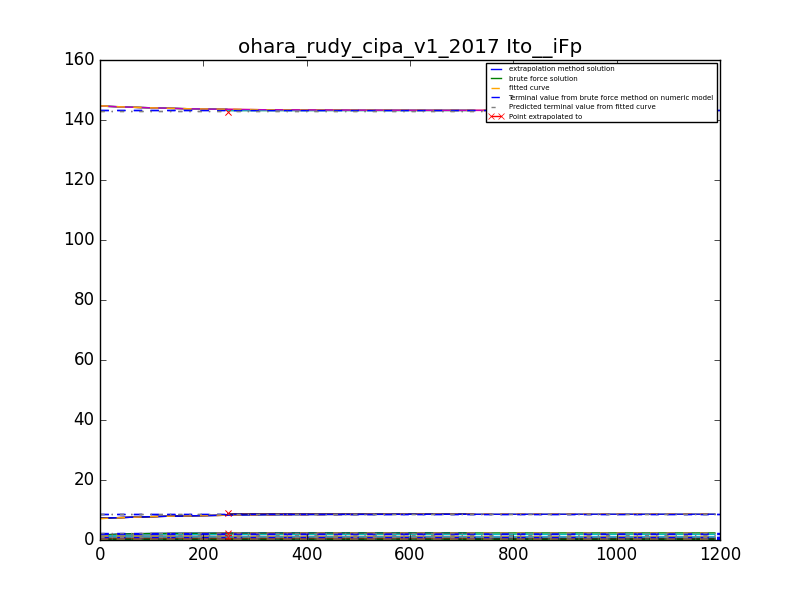 ohara_rudy_cipa_v1_2017 Ito__iFp
160
140
120
100
80
60
40
20
0
extrapolation method solution
brute force solution
fitted curve
Terminal value from brute force method on numeric model
Predicted terminal value from fitted curve
Point extrapolated to
0 200 400 600 800 1000 1200